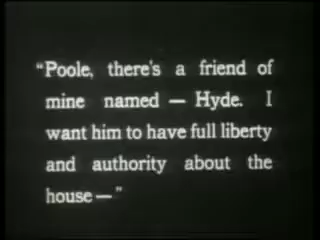 “Poole, there's a friend of
mine named — Hyde. I
want him to have full liberty
and authority about the
house —”